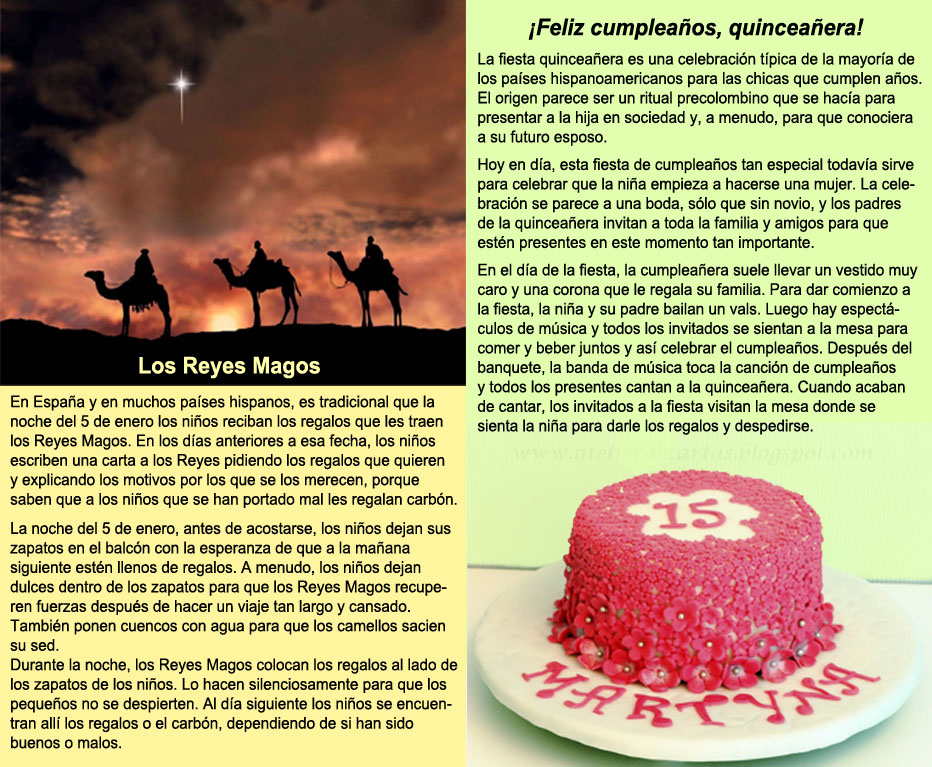 Los Reyes Magos
En España y en muchos países hispanos, es tradicional que la
noche del 5 de enero los niños reciban los regalos que les traen
los Reyes Magos. En los días anteriores a esa fecha, los niños
escriben una carta a los Reyes pidiendo los regalos que quieren
y explicando los motivos por los que se los merecen, porque
saben que a los niños que se han portado mal les regalan carbón.
La noche del 5 de enero, antes de acostarse, los niños dejan sus
zapatos en el balcón con la esperanza de que a la mañana
siguiente estén llenos de regalos. A menudo, los niños dejan
dulces dentro de los zapatos para que los Reyes Magos recupe-
ren fuerzas después de hacer un viaje tan largo y cansado.
También ponen cuencos con agua para que los camellos sacien
su sed.
Durante la noche, los Reyes Magos colocan los regalos al lado de
los zapatos de los niños. Lo hacen silenciosamente para que los
pequeños no se despierten. Al día siguiente los niños se encuen-
tran allí los regalos o el carbón, dependiendo de si han sido
buenos o malos.
¡Feliz cumpleaños, quinceañera!
La fiesta quinceañera es una celebración típica de la mayoría de
los países hispanoamericanos para las chicas que cumplen años.
El origen parece ser un ritual precolombino que se hacía para
presentar a la hija en sociedad y, a menudo, para que conociera
a su futuro esposo.
Hoy en día, esta fiesta de cumpleaños tan especial todavía sirve
para celebrar que la niña empieza a hacerse una mujer. La cele-
bración se parece a una boda, sólo que sin novio, y los padres
de la quinceañera invitan a toda la familia y amigos para que
estén presentes en este momento tan importante.
En el día de la fiesta, la cumpleañera suele llevar un vestido muy
caro y una corona que le regala su familia. Para dar comienzo a
la fiesta, la niña y su padre bailan un vals. Luego hay espectá-
culos de música y todos los invitados se sientan a la mesa para
comer y beber juntos y así celebrar el cumpleaños. Después del
banquete, la banda de música toca la canción de cumpleaños
y todos los presentes cantan a la quinceañera. Cuando acaban
de cantar, los invitados a la fiesta visitan la mesa donde se
sienta la niña para darle los regalos y despedirse.
www.atelierdetartas.blogspot.com
15
MARTYNA